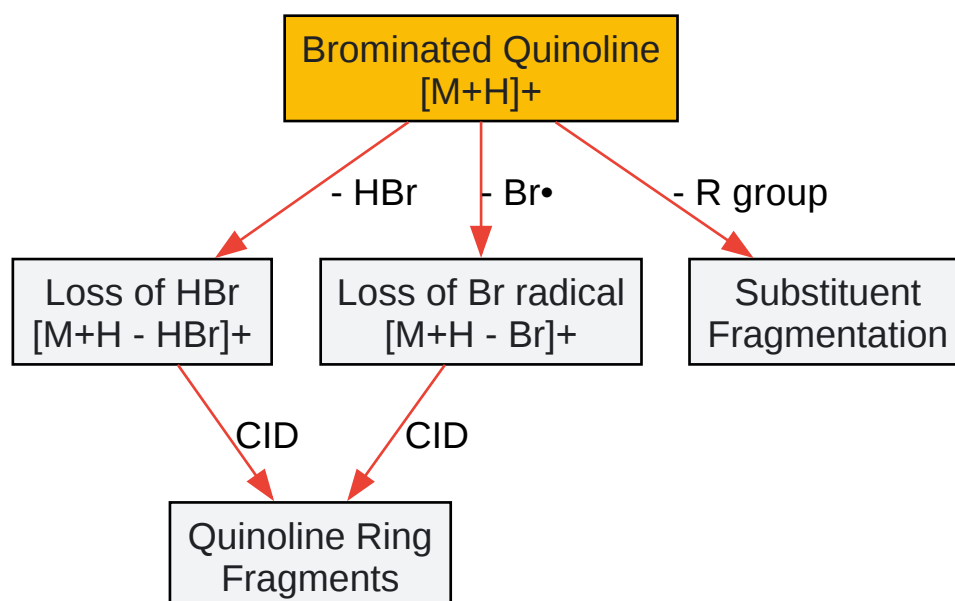 Brominated Quinoline
[M+H]+
- HBr
- Br•
- R group
Loss of HBr
[M+H - HBr]+
Loss of Br radical
[M+H - Br]+
Substituent
Fragmentation
CID
CID
Quinoline Ring
Fragments